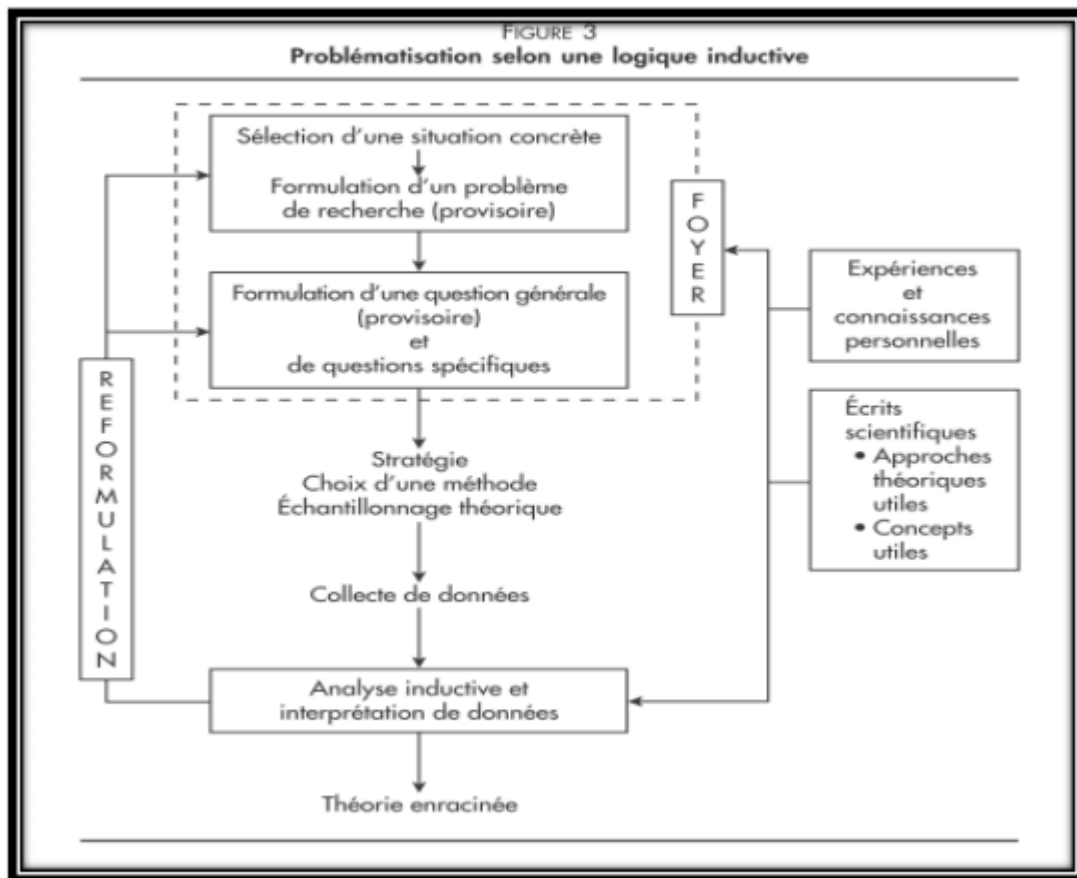 FIGURE 3
Problématisation selon une logique inductive
Sélection d'une situation concrète
Formulation d'un problème
de recherche (provisoire)
FOYER
Formulation d'une question générale
(provisoire)
et
de questions spécifiques
Expériences
et
connaissances
personnelles
REFORMULATION
Écrits
scientifiques
• Approches
théoriques
utiles
• Concepts
utiles
Stratégie
Choix d'une méthode
Échantillonnage théorique
Collecte de données
Analyse inductive et
interprétation de données
Théorie enracinée